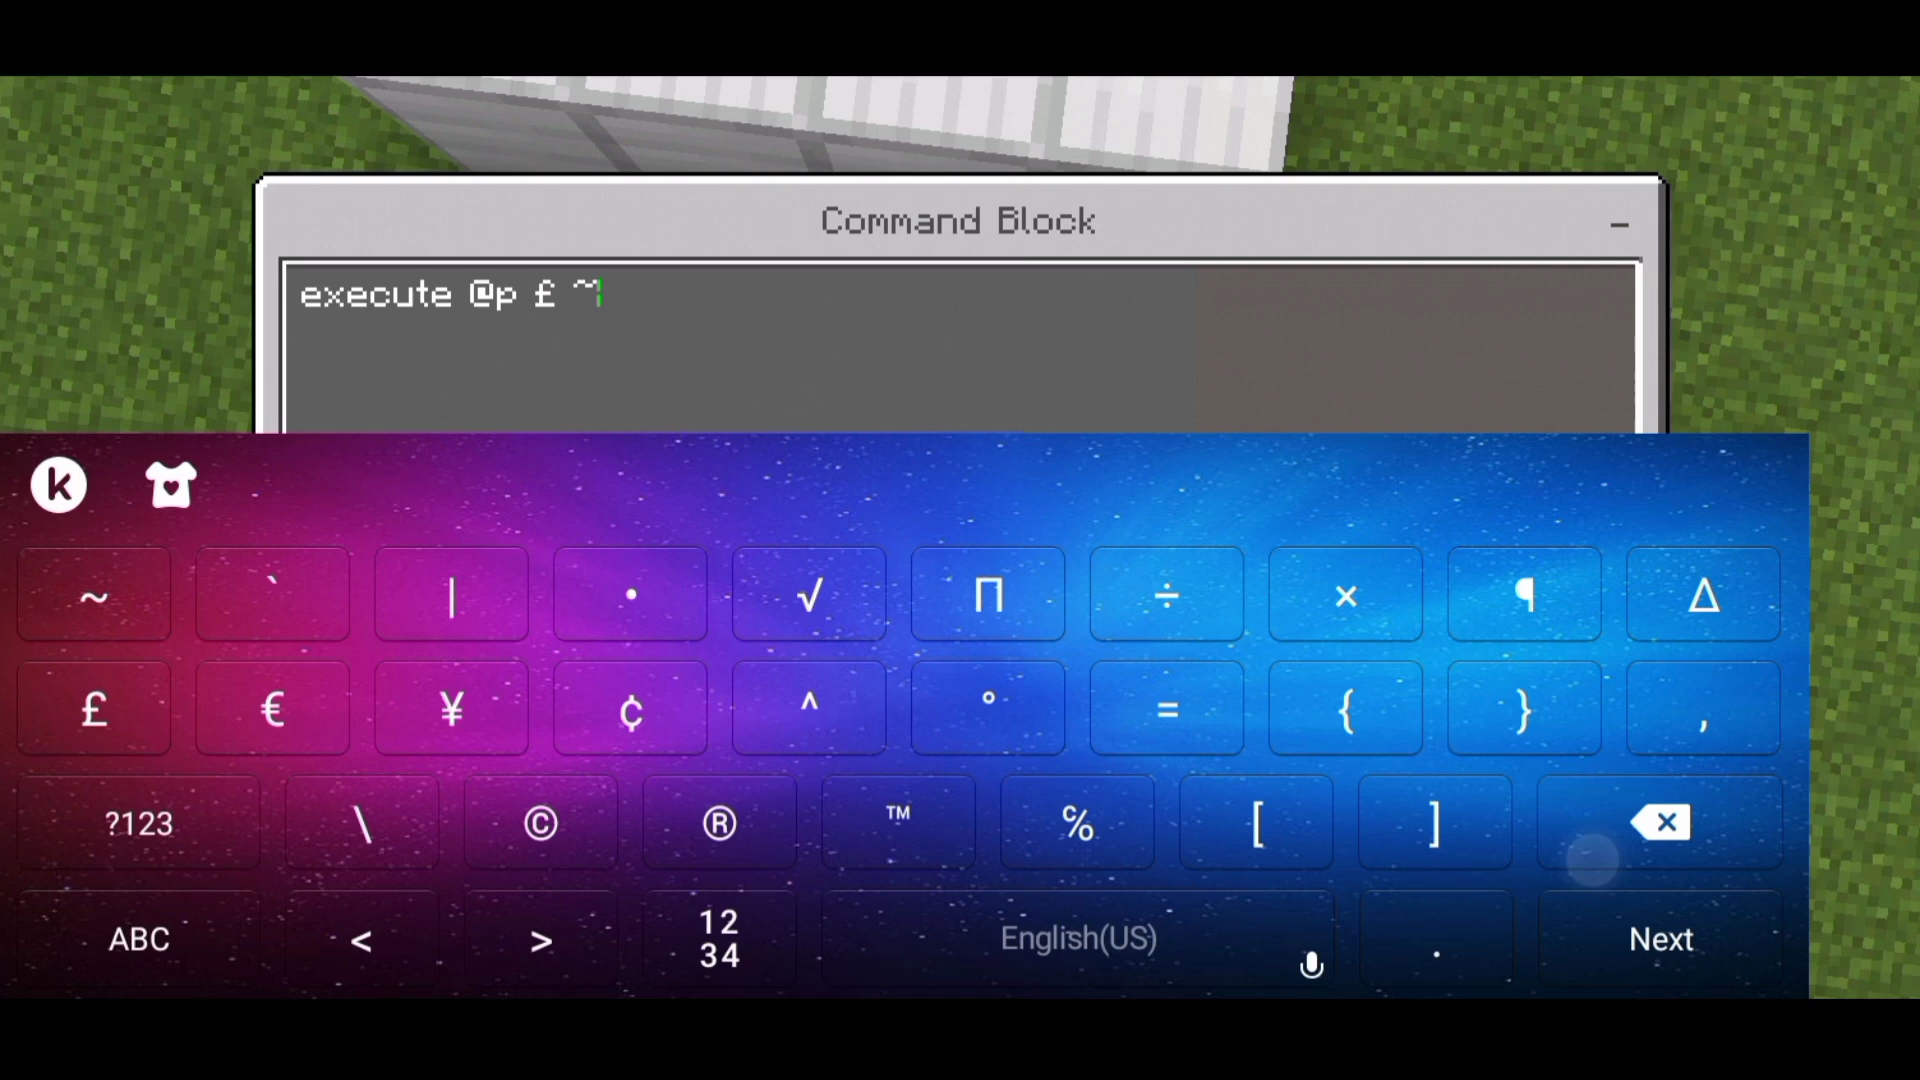 Command Block
execute @p £ ~
k
~ ` | • √ Π ÷ × ¶ Δ
£ € ¥ ¢ ^ ° = { } ,
?123 \ © ® ™ ℅ [ ]
ABC < > 12 34 English(US) . Next